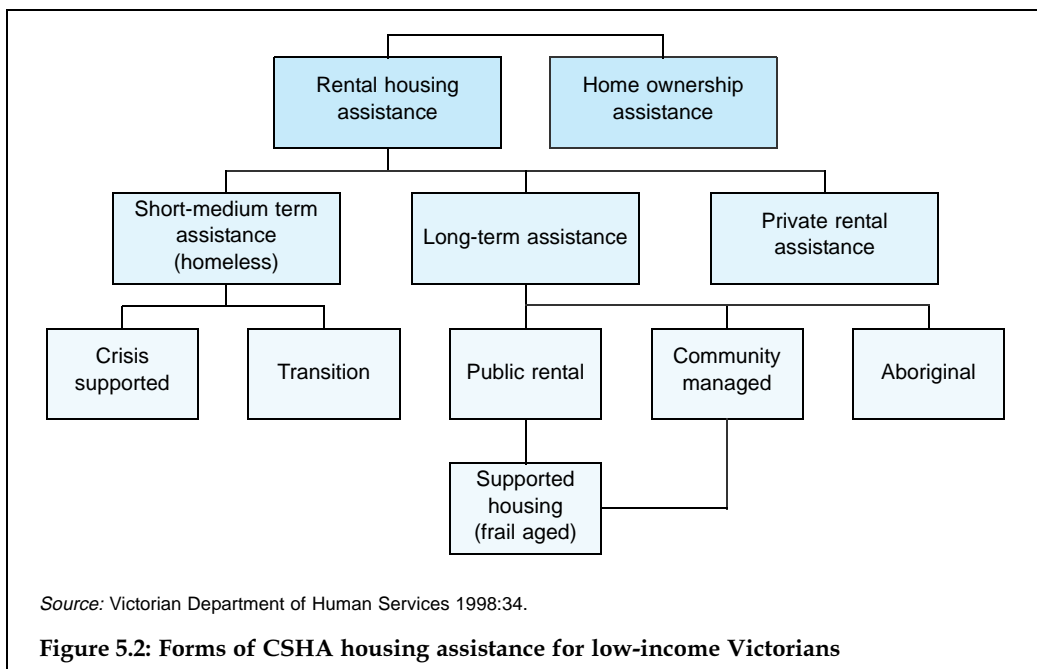 Rental housing
assistance
Home ownership
assistance
Short-medium term
assistance
(homeless)
Long-term assistance
Private rental
assistance
Crisis
supported
Transition
Public rental
Community
managed
Aboriginal
Supported
housing
(frail aged)
Source: Victorian Department of Human Services 1998:34.
Figure 5.2: Forms of CSHA housing assistance for low-income Victorians